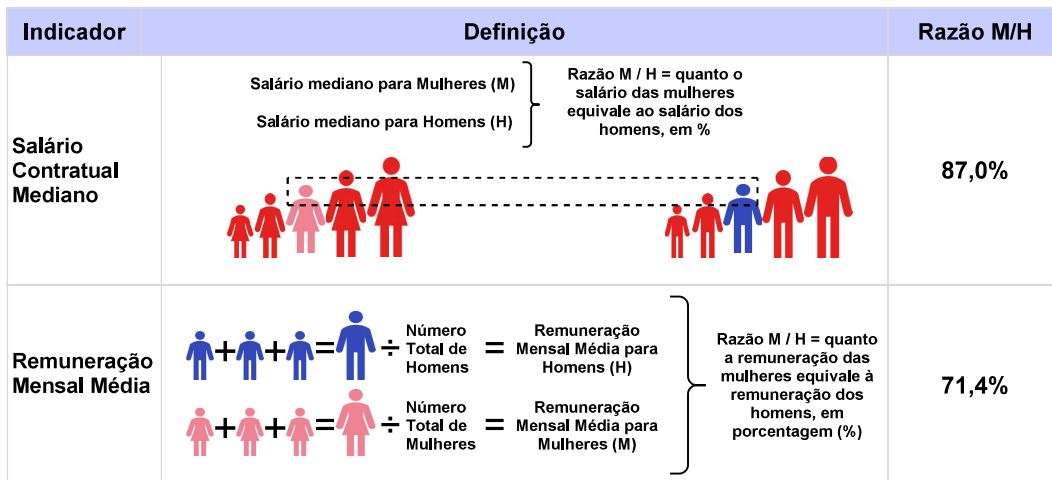 Indicador
Definição
Razão M/H
Salário
Contratual
Mediano
Salário mediano para Mulheres (M)
Salário mediano para Homens (H)
Razão M / H = quanto o
salário das mulheres
equivale ao salário dos
homens, em %
87,0%
Remuneração
Mensal Média
+ + = ÷
Número
Total de
Homens
=
Remuneração
Mensal Média para
Homens (H)
+ + = ÷
Número
Total de
Mulheres
=
Remuneração
Mensal Média para
Mulheres (M)
Razão M / H = quanto
a remuneração das
mulheres equivale à
remuneração dos
homens, em
porcentagem (%)
71,4%